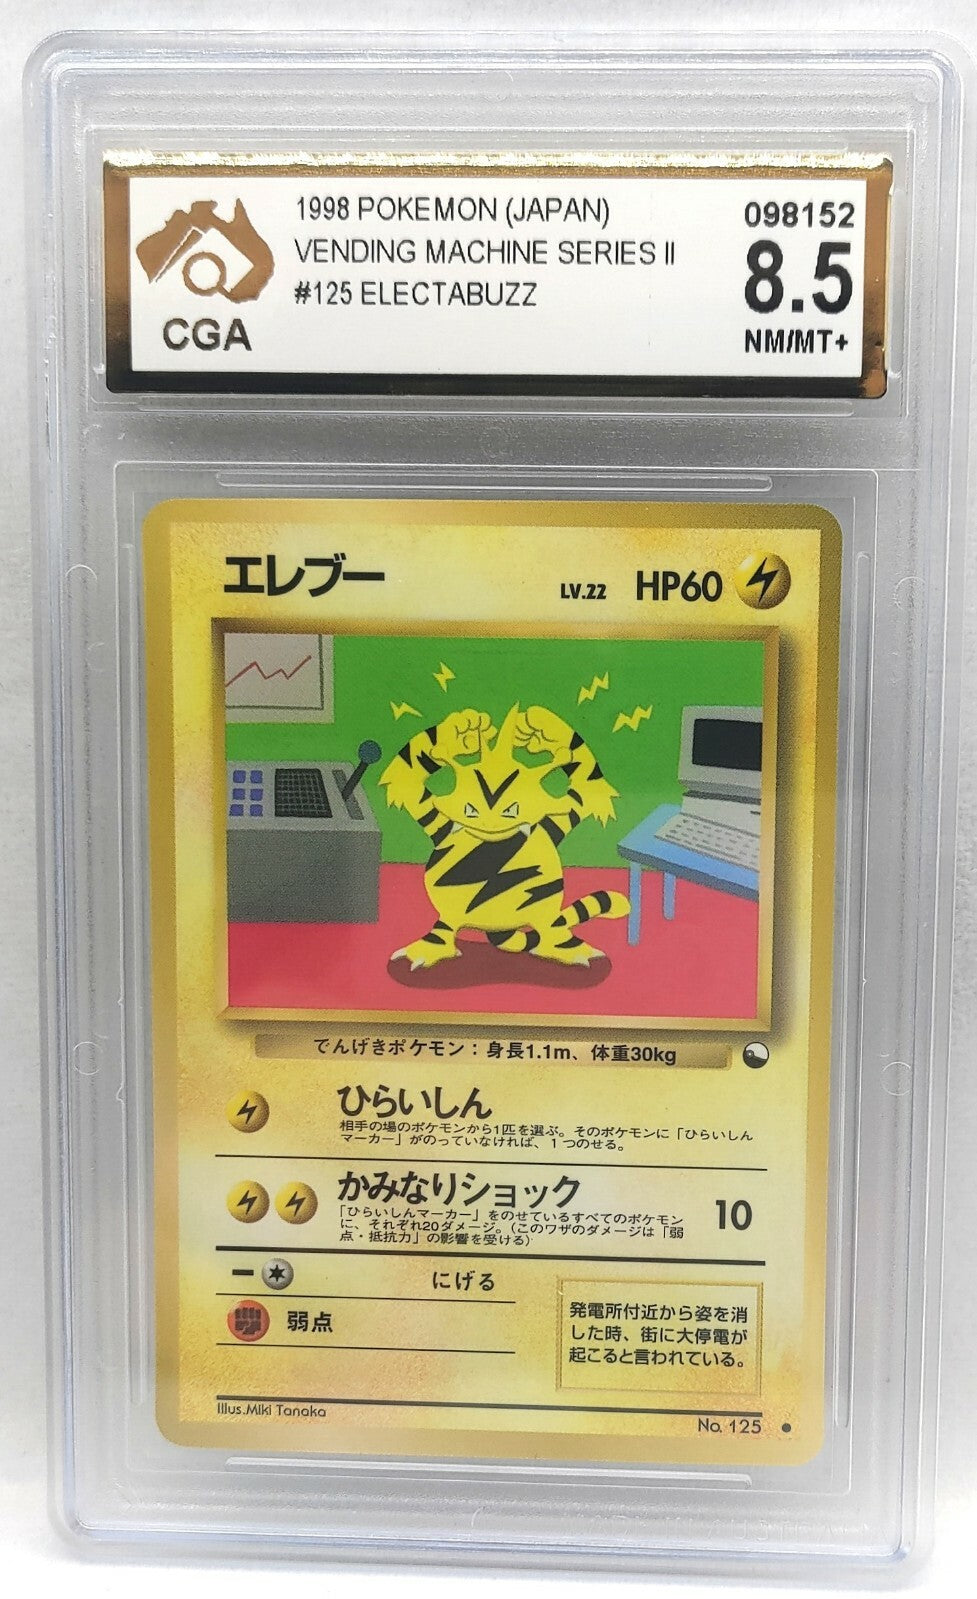 1998 POKEMON (JAPAN)
VENDING MACHINE SERIES II
#125 ELECTABUZZ
098152
8.5
NM/MT+
CGA
エレブー
LV.22 HP60
でんげきポケモン：身長1.1m、体重30kg
ひらいしん
相手の場のポケモンから1匹を選ぶ。そのポケモンに「ひらいしん
マーカー」がのっていなければ、1つのせる。
かみなりショック 10
「ひらいしんマーカー」をのせているすべてのポケモン
に、それぞれ20ダメージ。（このワザのダメージは「弱
点・抵抗力」の影響を受ける）
にげる
弱点
発電所付近から姿を消
した時、街に大停電が
起こると言われている。
Illus.Miki Tanaka
No. 125